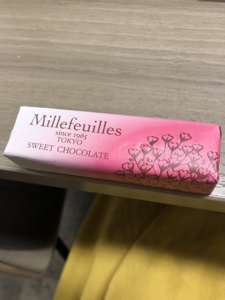 Millefeuilles
since 1985
TOKYO
SWEET CHOCOLATE